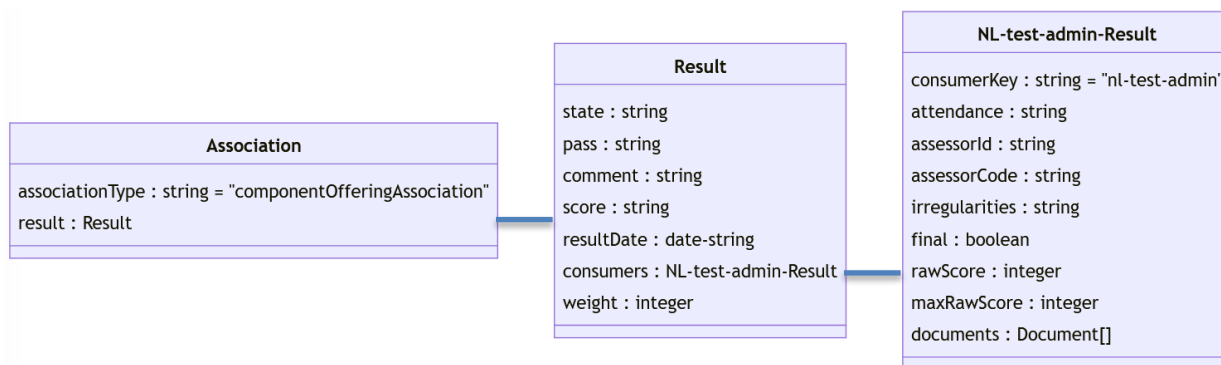 Association
associationType : string = "componentOfferingAssociation"
result : Result
Result
state : string
pass : string
comment : string
score : string
resultDate : date-string
consumers : NL-test-admin-Result
weight : integer
NL-test-admin-Result
consumerKey : string = "nl-test-admin"
attendance : string
assessorId : string
assessorCode : string
irregularities : string
final : boolean
rawScore : integer
maxRawScore : integer
documents : Document[]